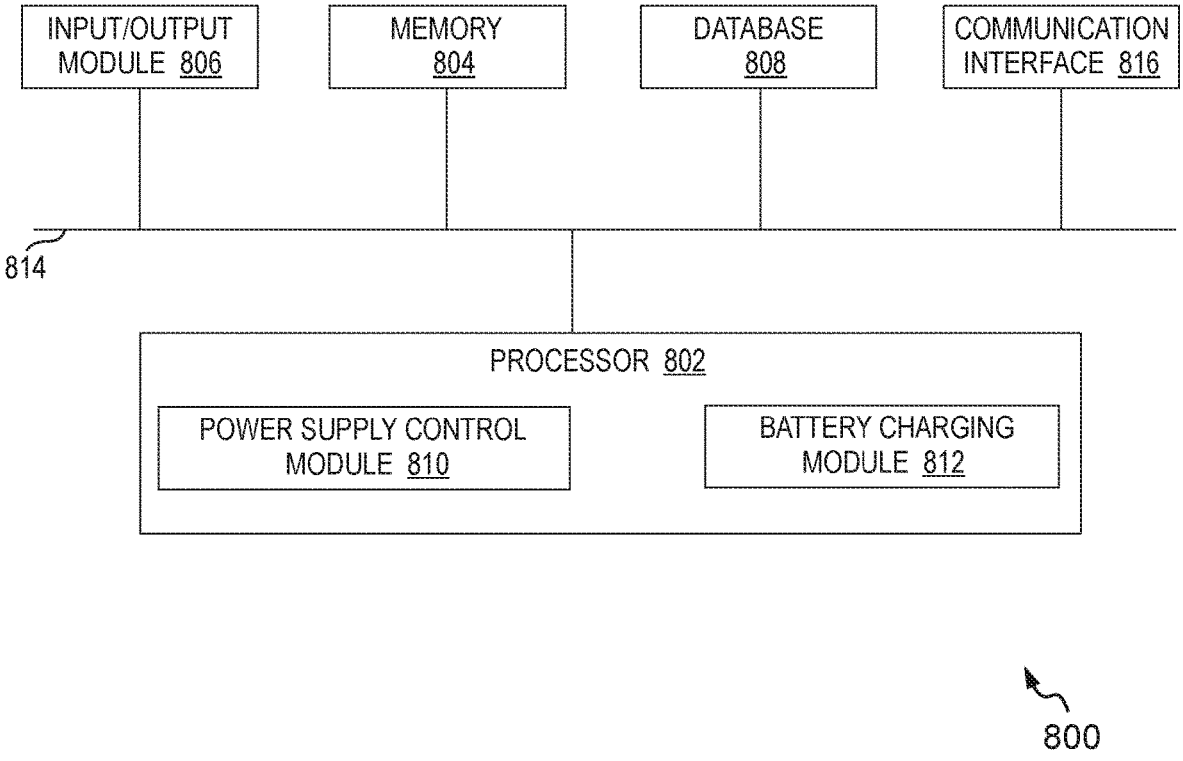 INPUT/OUTPUT
MODULE 806
MEMORY
804
DATABASE
808
COMMUNICATION
INTERFACE 816
814
PROCESSOR 802
POWER SUPPLY CONTROL
MODULE 810
BATTERY CHARGING
MODULE 812
800